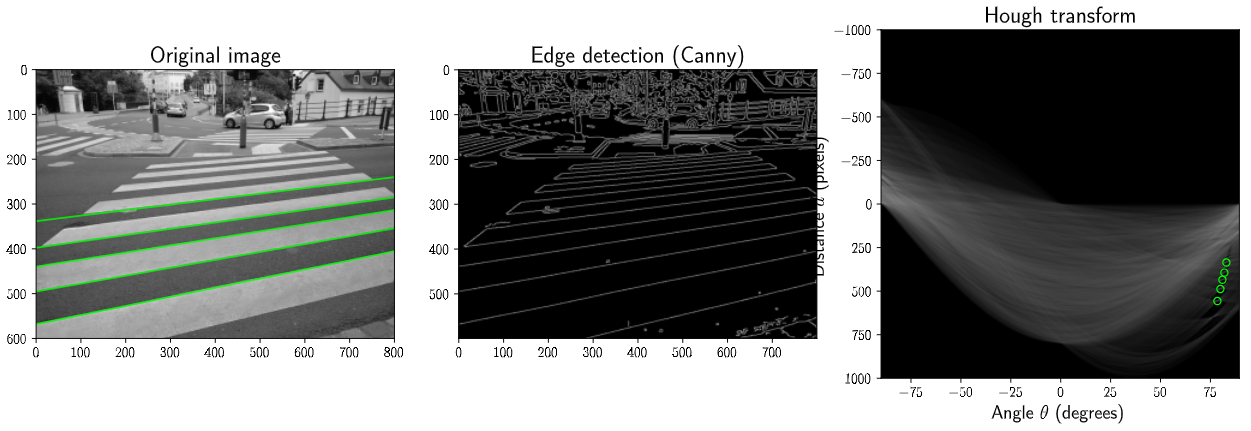 Original image
0
100
200
300
400
500
600
0 100 200 300 400 500 600 700 800
Edge detection (Canny)
0
100
200
300
400
500
0 100 200 300 400 500 600 700
Hough transform
Distance d (pixels)
−1000
−750
−500
−250
0
250
500
750
1000
−75 −50 −25 0 25 50 75
Angle θ (degrees)